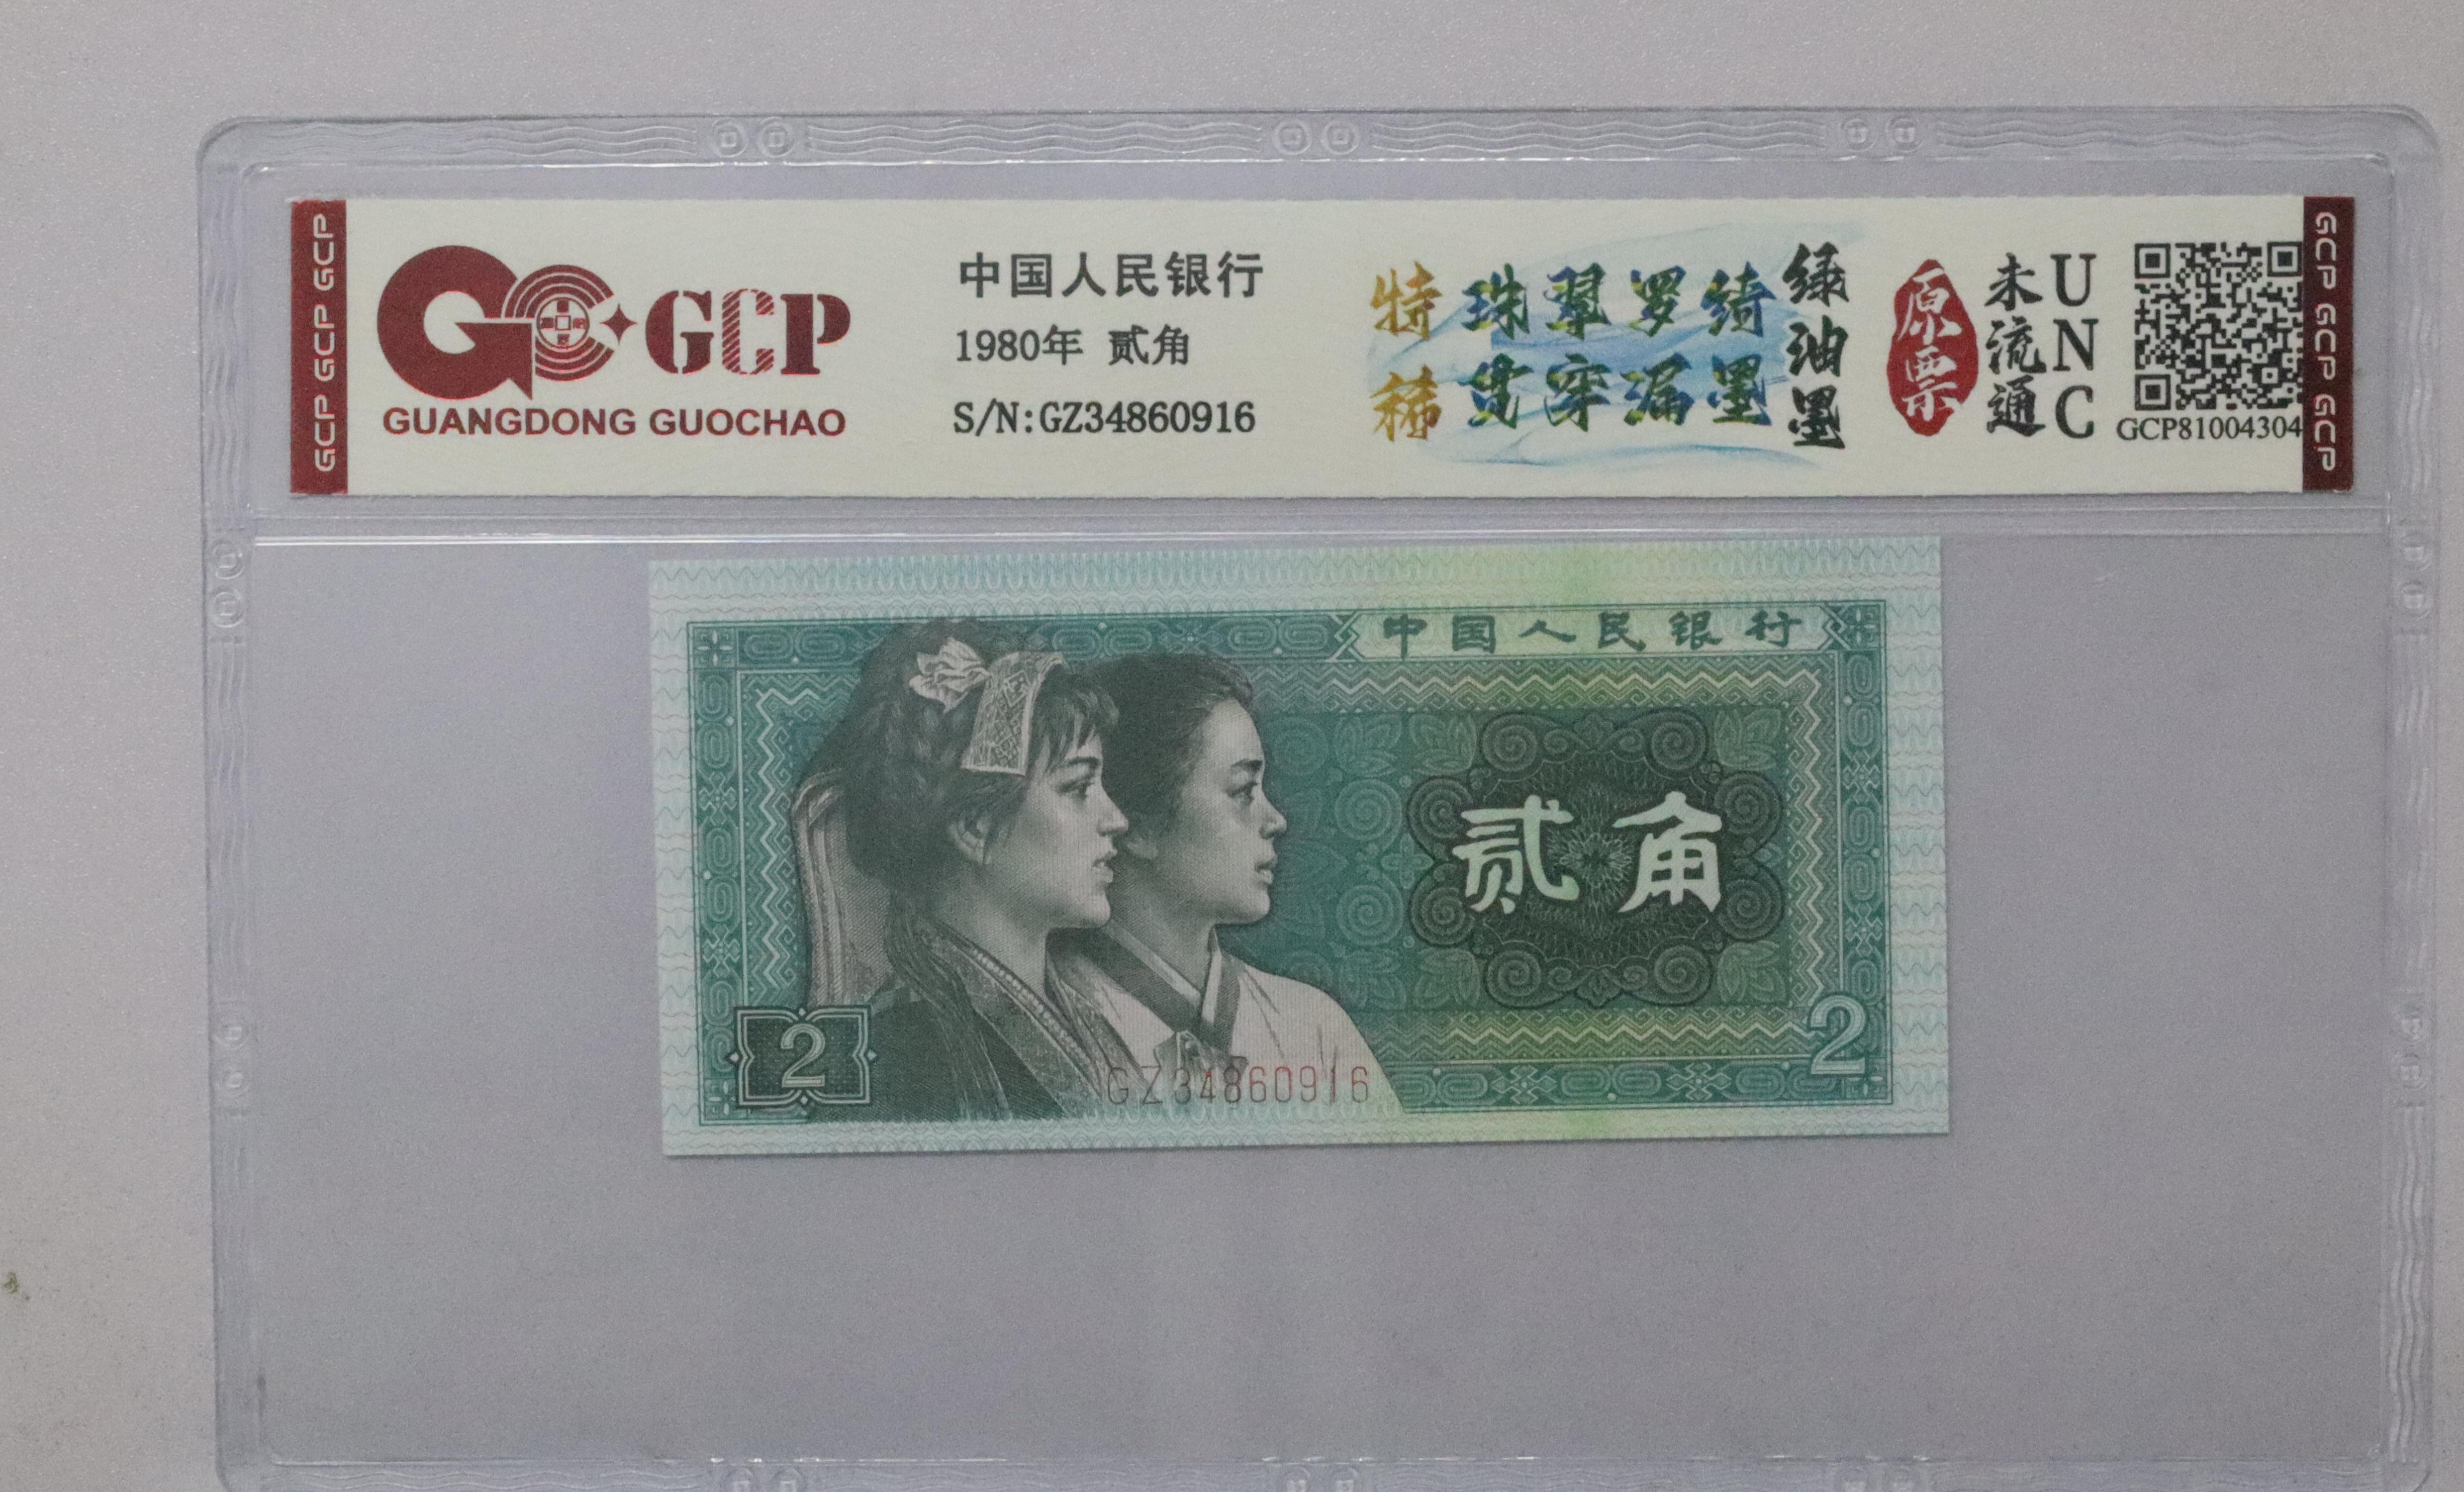 GCP GCP GCP
GCP
GUANGDONG GUOCHAO
中国人民银行
1980年 贰角
S/N:GZ34860916
特稀
珠翠罗绮
贯穿漏墨
绿油墨
原票
未流通
UNC
GCP81004304
GCP GCP GCP
中国人民银行
贰角
2
GZ34860916
2